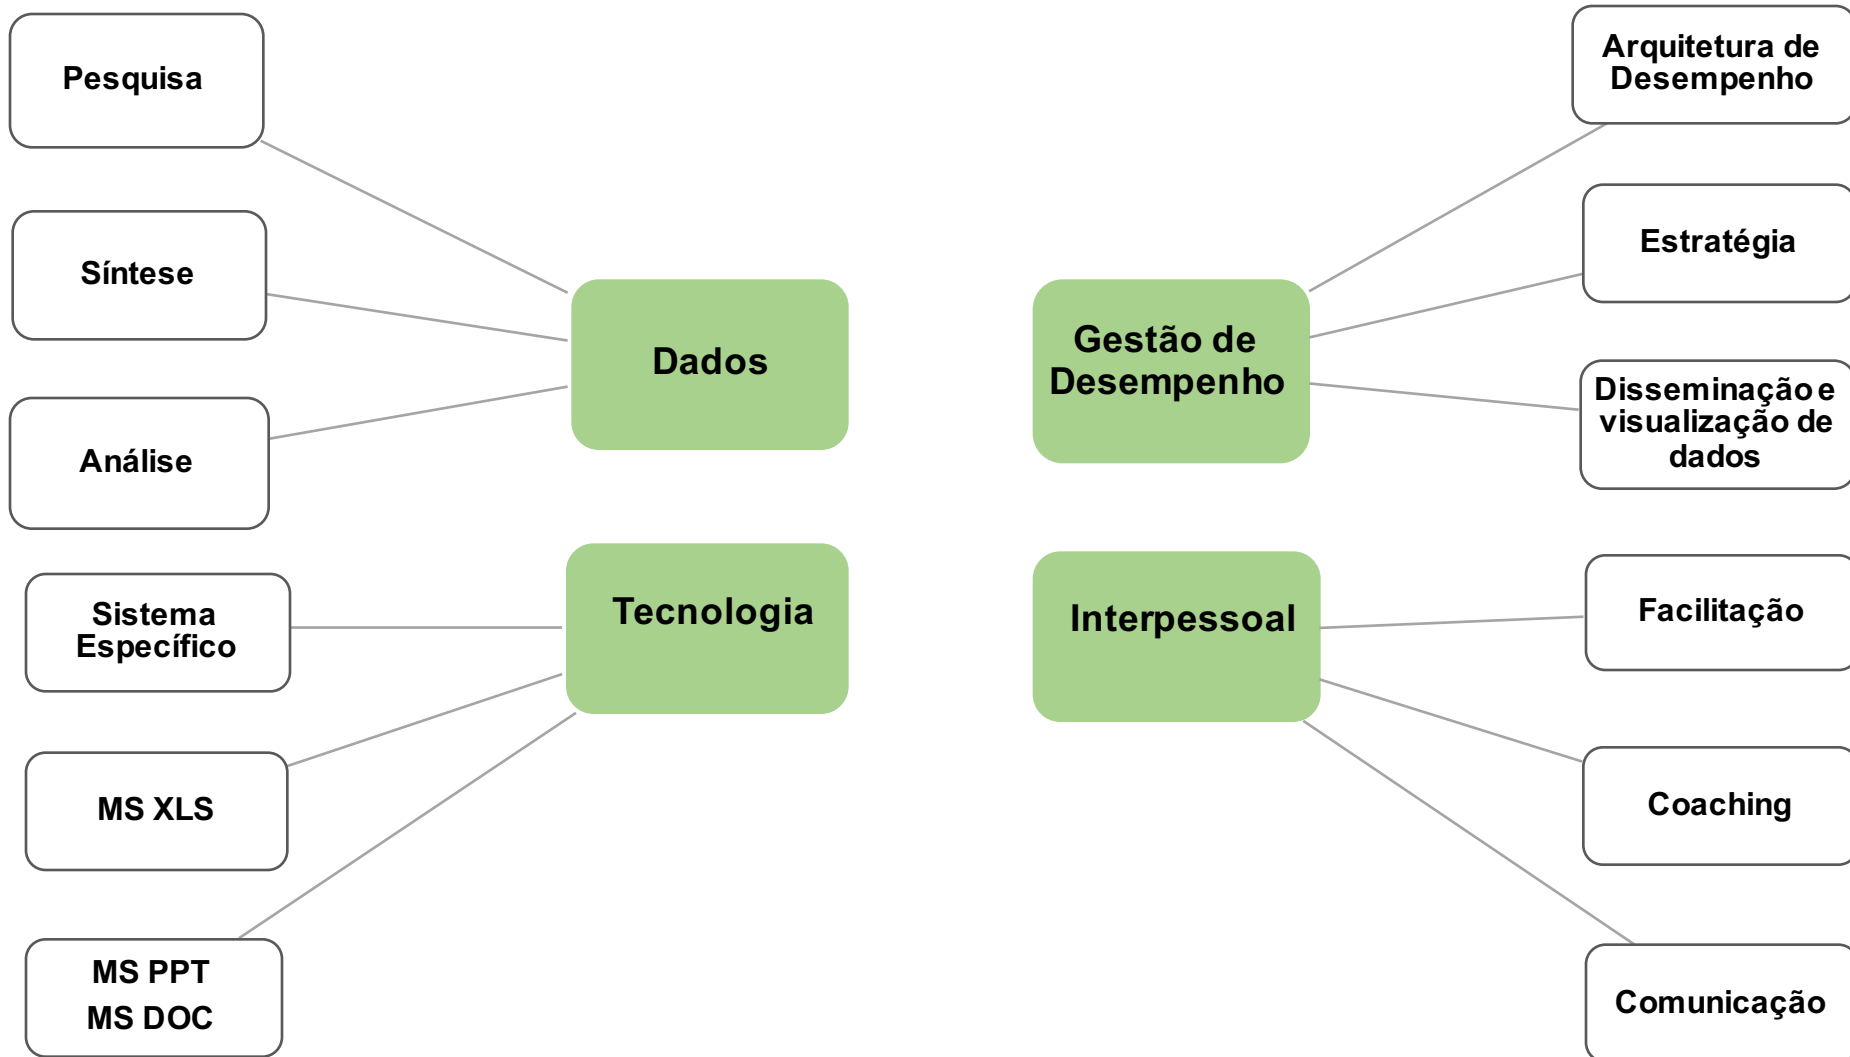 Pesquisa
Síntese
Análise
Dados
Sistema
Específico
MS XLS
MS PPT
MS DOC
Tecnologia
Gestão de
Desempenho
Arquitetura de
Desempenho
Estratégia
Disseminação e
visualização de
dados
Interpessoal
Facilitação
Coaching
Comunicação